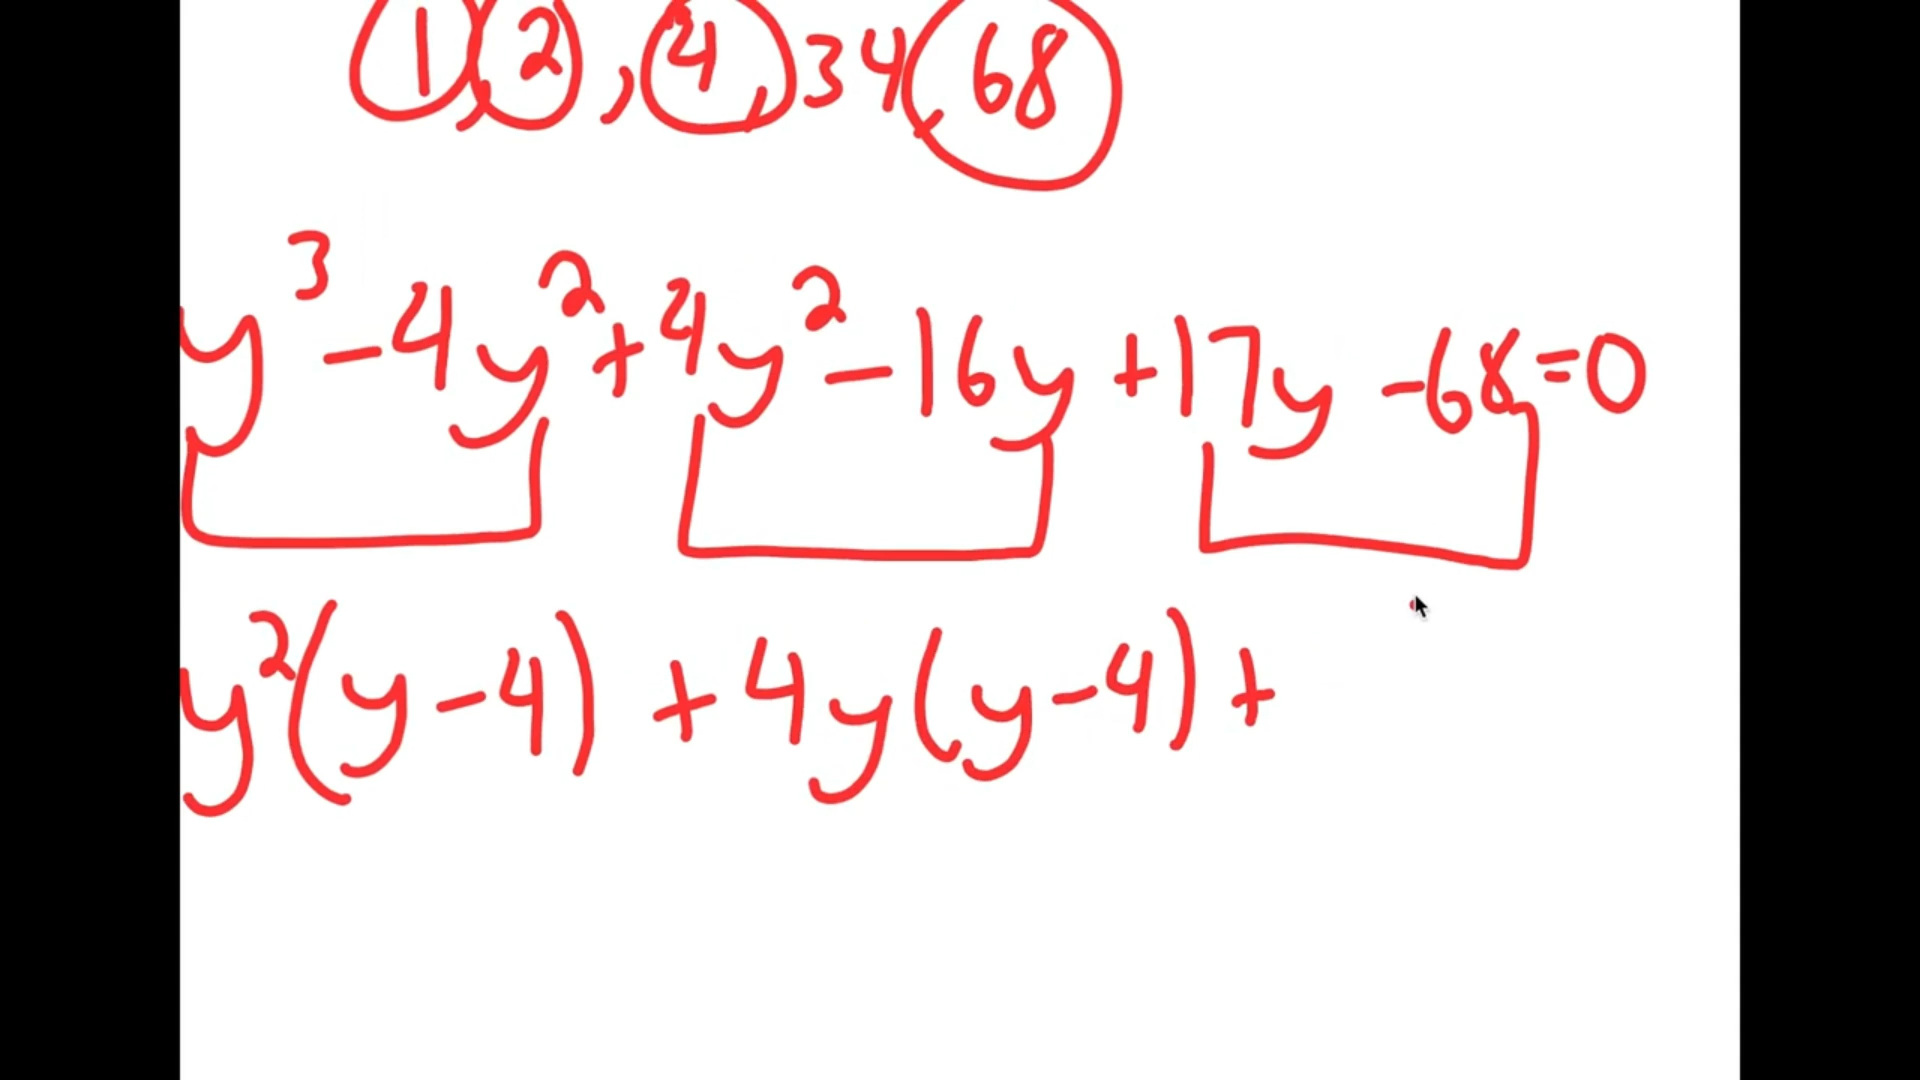 1, 2, 4, 34, 68
y³-4y²+4y²-16y+17y-68=0
y²(y-4)+4y(y-4)+